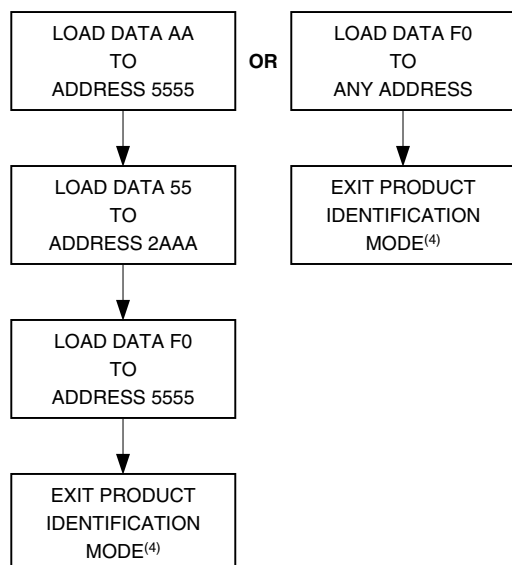 LOAD DATA AA
TO
ADDRESS 5555
OR
LOAD DATA F0
TO
ANY ADDRESS
LOAD DATA 55
TO
ADDRESS 2AAA
EXIT PRODUCT
IDENTIFICATION
MODE(4)
LOAD DATA F0
TO
ADDRESS 5555
EXIT PRODUCT
IDENTIFICATION
MODE(4)